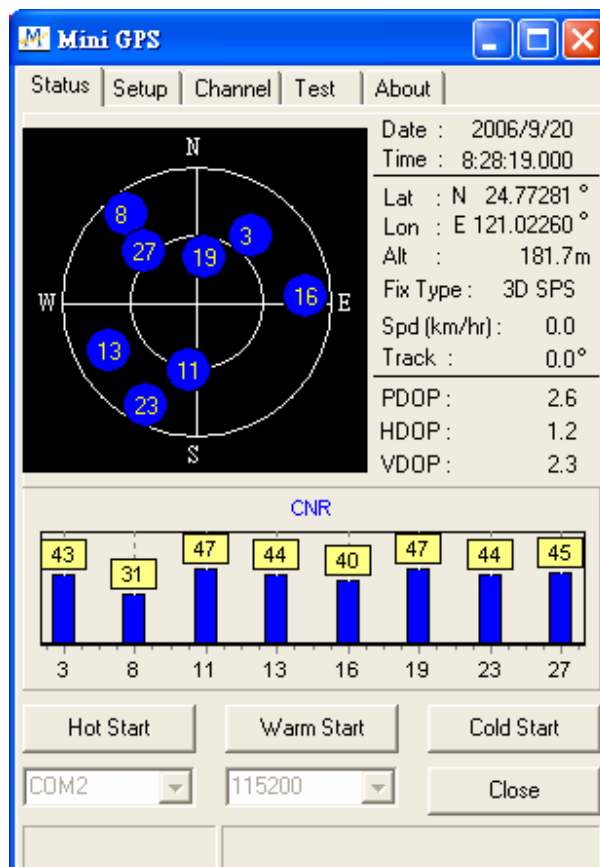 Mini GPS
Status Setup Channel Test About
N
8
3
27
19
W
16
E
13
11
23
S
Date : 2006/9/20
Time : 8:28:19.000
Lat : N 24.77281 °
Lon : E 121.02260 °
Alt : 181.7m
Fix Type : 3D SPS
Spd (km/hr) : 0.0
Track : 0.0°
PDOP : 2.6
HDOP : 1.2
VDOP : 2.3
CNR
43 31 47 44 40 47 44 45
3 8 11 13 16 19 23 27
Hot Start Warm Start Cold Start
COM2 115200 Close